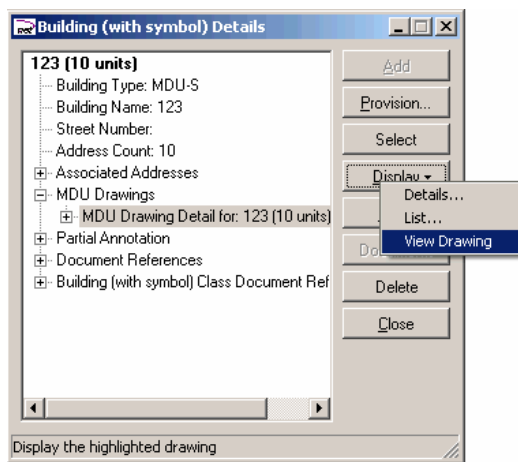 Building (with symbol) Details
123 (10 units)
Building Type: MDU-S
Building Name: 123
Street Number:
Address Count: 10
Associated Addresses
MDU Drawings
MDU Drawing Detail for: 123 (10 units)
Partial Annotation
Document References
Building (with symbol) Class Document Ref
Add
Provision...
Select
Display
Details...
List...
View Drawing
Delete
Close
Display the highlighted drawing